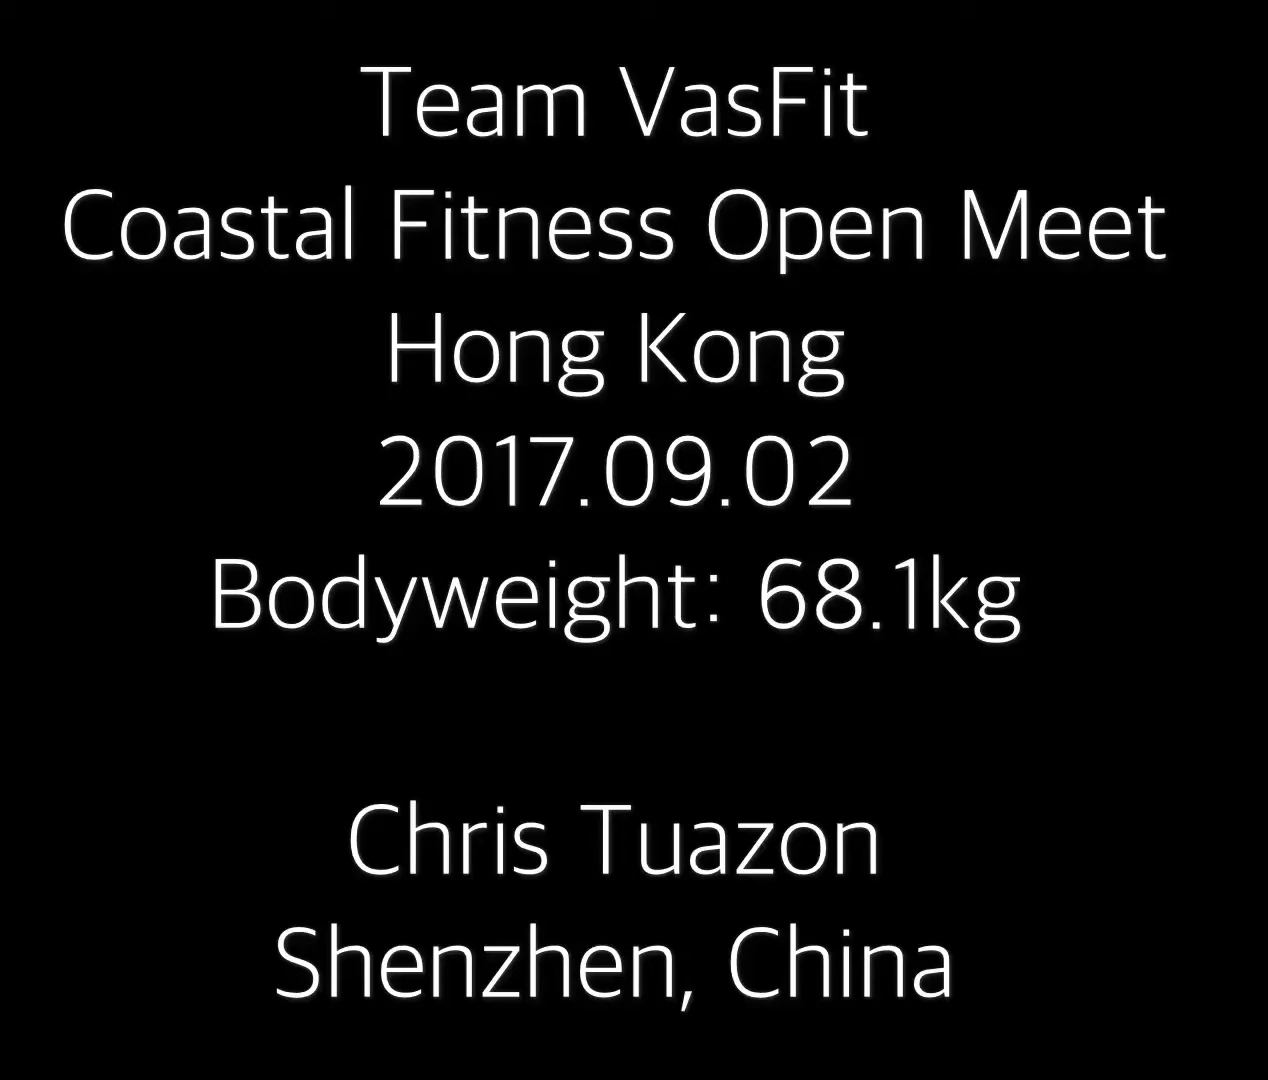 Team VasFit
Coastal Fitness Open Meet
Hong Kong
2017.09.02
Bodyweight: 68.1kg
Chris Tuazon
Shenzhen, China